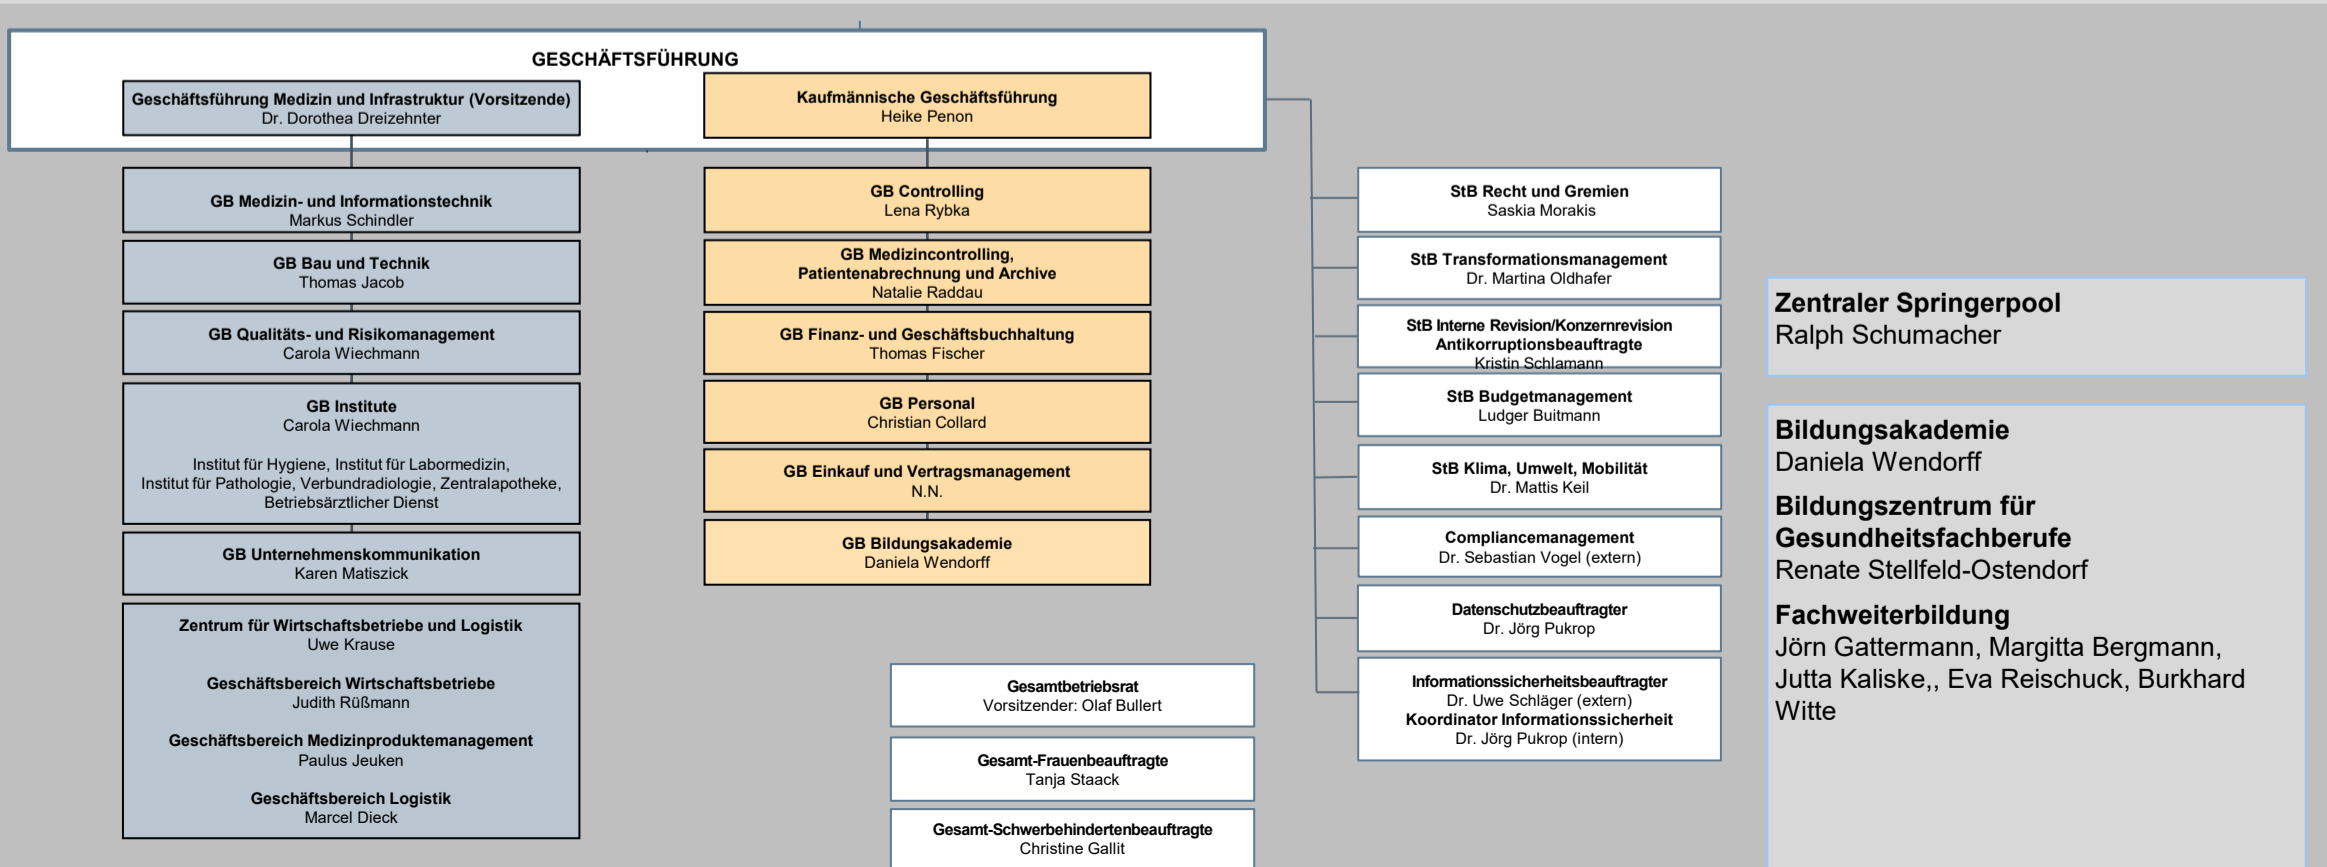 GESCHÄFTSFÜHRUNG
Geschäftsführung Medizin und Infrastruktur (Vorsitzende)
Dr. Dorothea Dreizehnter
Kaufmännische Geschäftsführung
Heike Penon
GB Medizin- und Informationstechnik
Markus Schindler
GB Bau und Technik
Thomas Jacob
GB Qualitäts- und Risikomanagement
Carola Wiechmann
GB Institute
Carola Wiechmann
Institut für Hygiene, Institut für Labormedizin,
Institut für Pathologie, Verbundradiologie, Zentralapotheke,
Betriebsärztlicher Dienst
GB Unternehmenskommunikation
Karen Matiszick
Zentrum für Wirtschaftsbetriebe und Logistik
Uwe Krause
Geschäftsbereich Wirtschaftsbetriebe
Judith Rüßmann
Geschäftsbereich Medizinproduktemanagement
Paulus Jeuken
Geschäftsbereich Logistik
Marcel Dieck
GB Controlling
Lena Rybka
GB Medizincontrolling,
Patientenabrechnung und Archive
Natalie Raddau
GB Finanz- und Geschäftsbuchhaltung
Thomas Fischer
GB Personal
Christian Collard
GB Einkauf und Vertragsmanagement
N.N.
GB Bildungsakademie
Daniela Wendorff
Gesamtbetriebsrat
Vorsitzender: Olaf Bullert
Gesamt-Frauenbeauftragte
Tanja Staack
Gesamt-Schwerbehindertenbeauftragte
Christine Gallit
StB Recht und Gremien
Saskia Morakis
StB Transformationsmanagement
Dr. Martina Oldhafer
StB Interne Revision/Konzernrevision
Antikorruptionsbeauftragte
Kristin Schlamann
StB Budgetmanagement
Ludger Buitmann
StB Klima, Umwelt, Mobilität
Dr. Mattis Keil
Compliancemanagement
Dr. Sebastian Vogel (extern)
Datenschutzbeauftragter
Dr. Jörg Pukrop
Informationssicherheitsbeauftragter
Dr. Uwe Schläger (extern)
Koordinator Informationssicherheit
Dr. Jörg Pukrop (intern)
Zentraler Springerpool
Ralph Schumacher
Bildungsakademie
Daniela Wendorff
Bildungszentrum für
Gesundheitsfachberufe
Renate Stellfeld-Ostendorf
Fachweiterbildung
Jörn Gattermann, Margitta Bergmann,
Jutta Kaliske,, Eva Reischuck, Burkhard
Witte